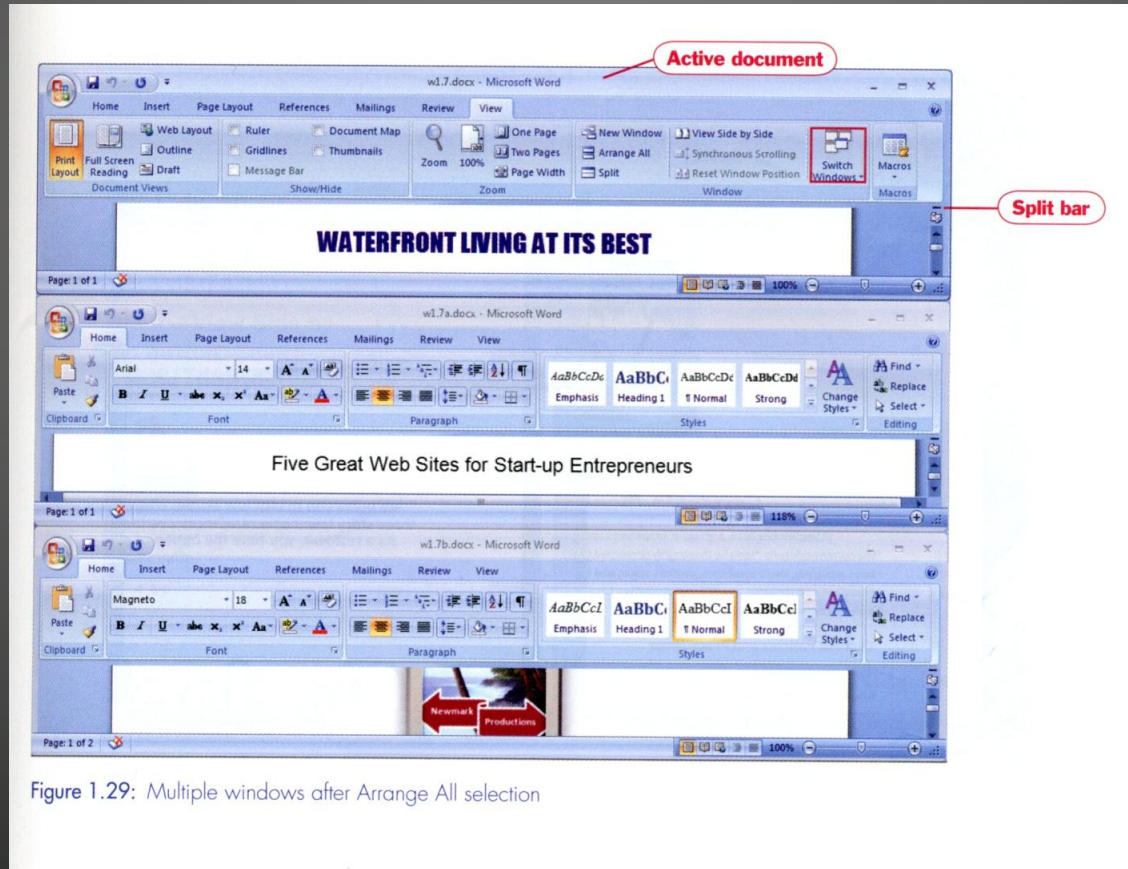 Active document
w1.7.docx - Microsoft Word
Home Insert Page Layout References Mailings Review View
Web Layout Ruler Document Map One Page New Window View Side by Side
Outline Gridlines Thumbnails Two Pages Arrange All Synchronous Scrolling
Print Layout Full Screen Reading Draft Message Bar Zoom 100% Page Width Split Reset Window Position Switch Windows Macros
Document Views Show/Hide Zoom Window Macros
Split bar
WATERFRONT LIVING AT ITS BEST
Page: 1 of 1 100%
w1.7a.docx - Microsoft Word
Home Insert Page Layout References Mailings Review View
Paste Arial 14 A A AaBbCcDc AaBbC AaBbCcDd AaBbCcDd Find
B I U abe x, x² Aa A Emphasis Heading 1 ¶ Normal Strong Change Styles Replace
Select
Clipboard Font Paragraph Styles Editing
Five Great Web Sites for Start-up Entrepreneurs
Page: 1 of 1 118%
w1.7b.docx - Microsoft Word
Home Insert Page Layout References Mailings Review View
Paste Magneto 18 A A AaBbCcI AaBbC AaBbCcI AaBbCc Find
B I U abe x, x² Aa A Emphasis Heading 1 ¶ Normal Strong Change Styles Replace
Select
Clipboard Font Paragraph Styles Editing
Newmark
Productions
Page: 1 of 2 100%
Figure 1.29: Multiple windows after Arrange All selection